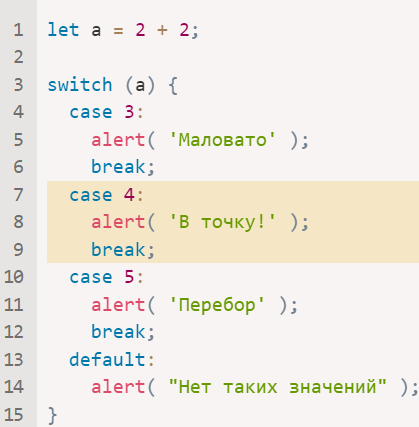 1 let a = 2 + 2;
2
3 switch (a) {
4   case 3:
5     alert( 'Маловато' );
6     break;
7   case 4:
8     alert( 'В точку!' );
9     break;
10   case 5:
11     alert( 'Перебор' );
12     break;
13   default:
14     alert( "Нет таких значений" );
15 }